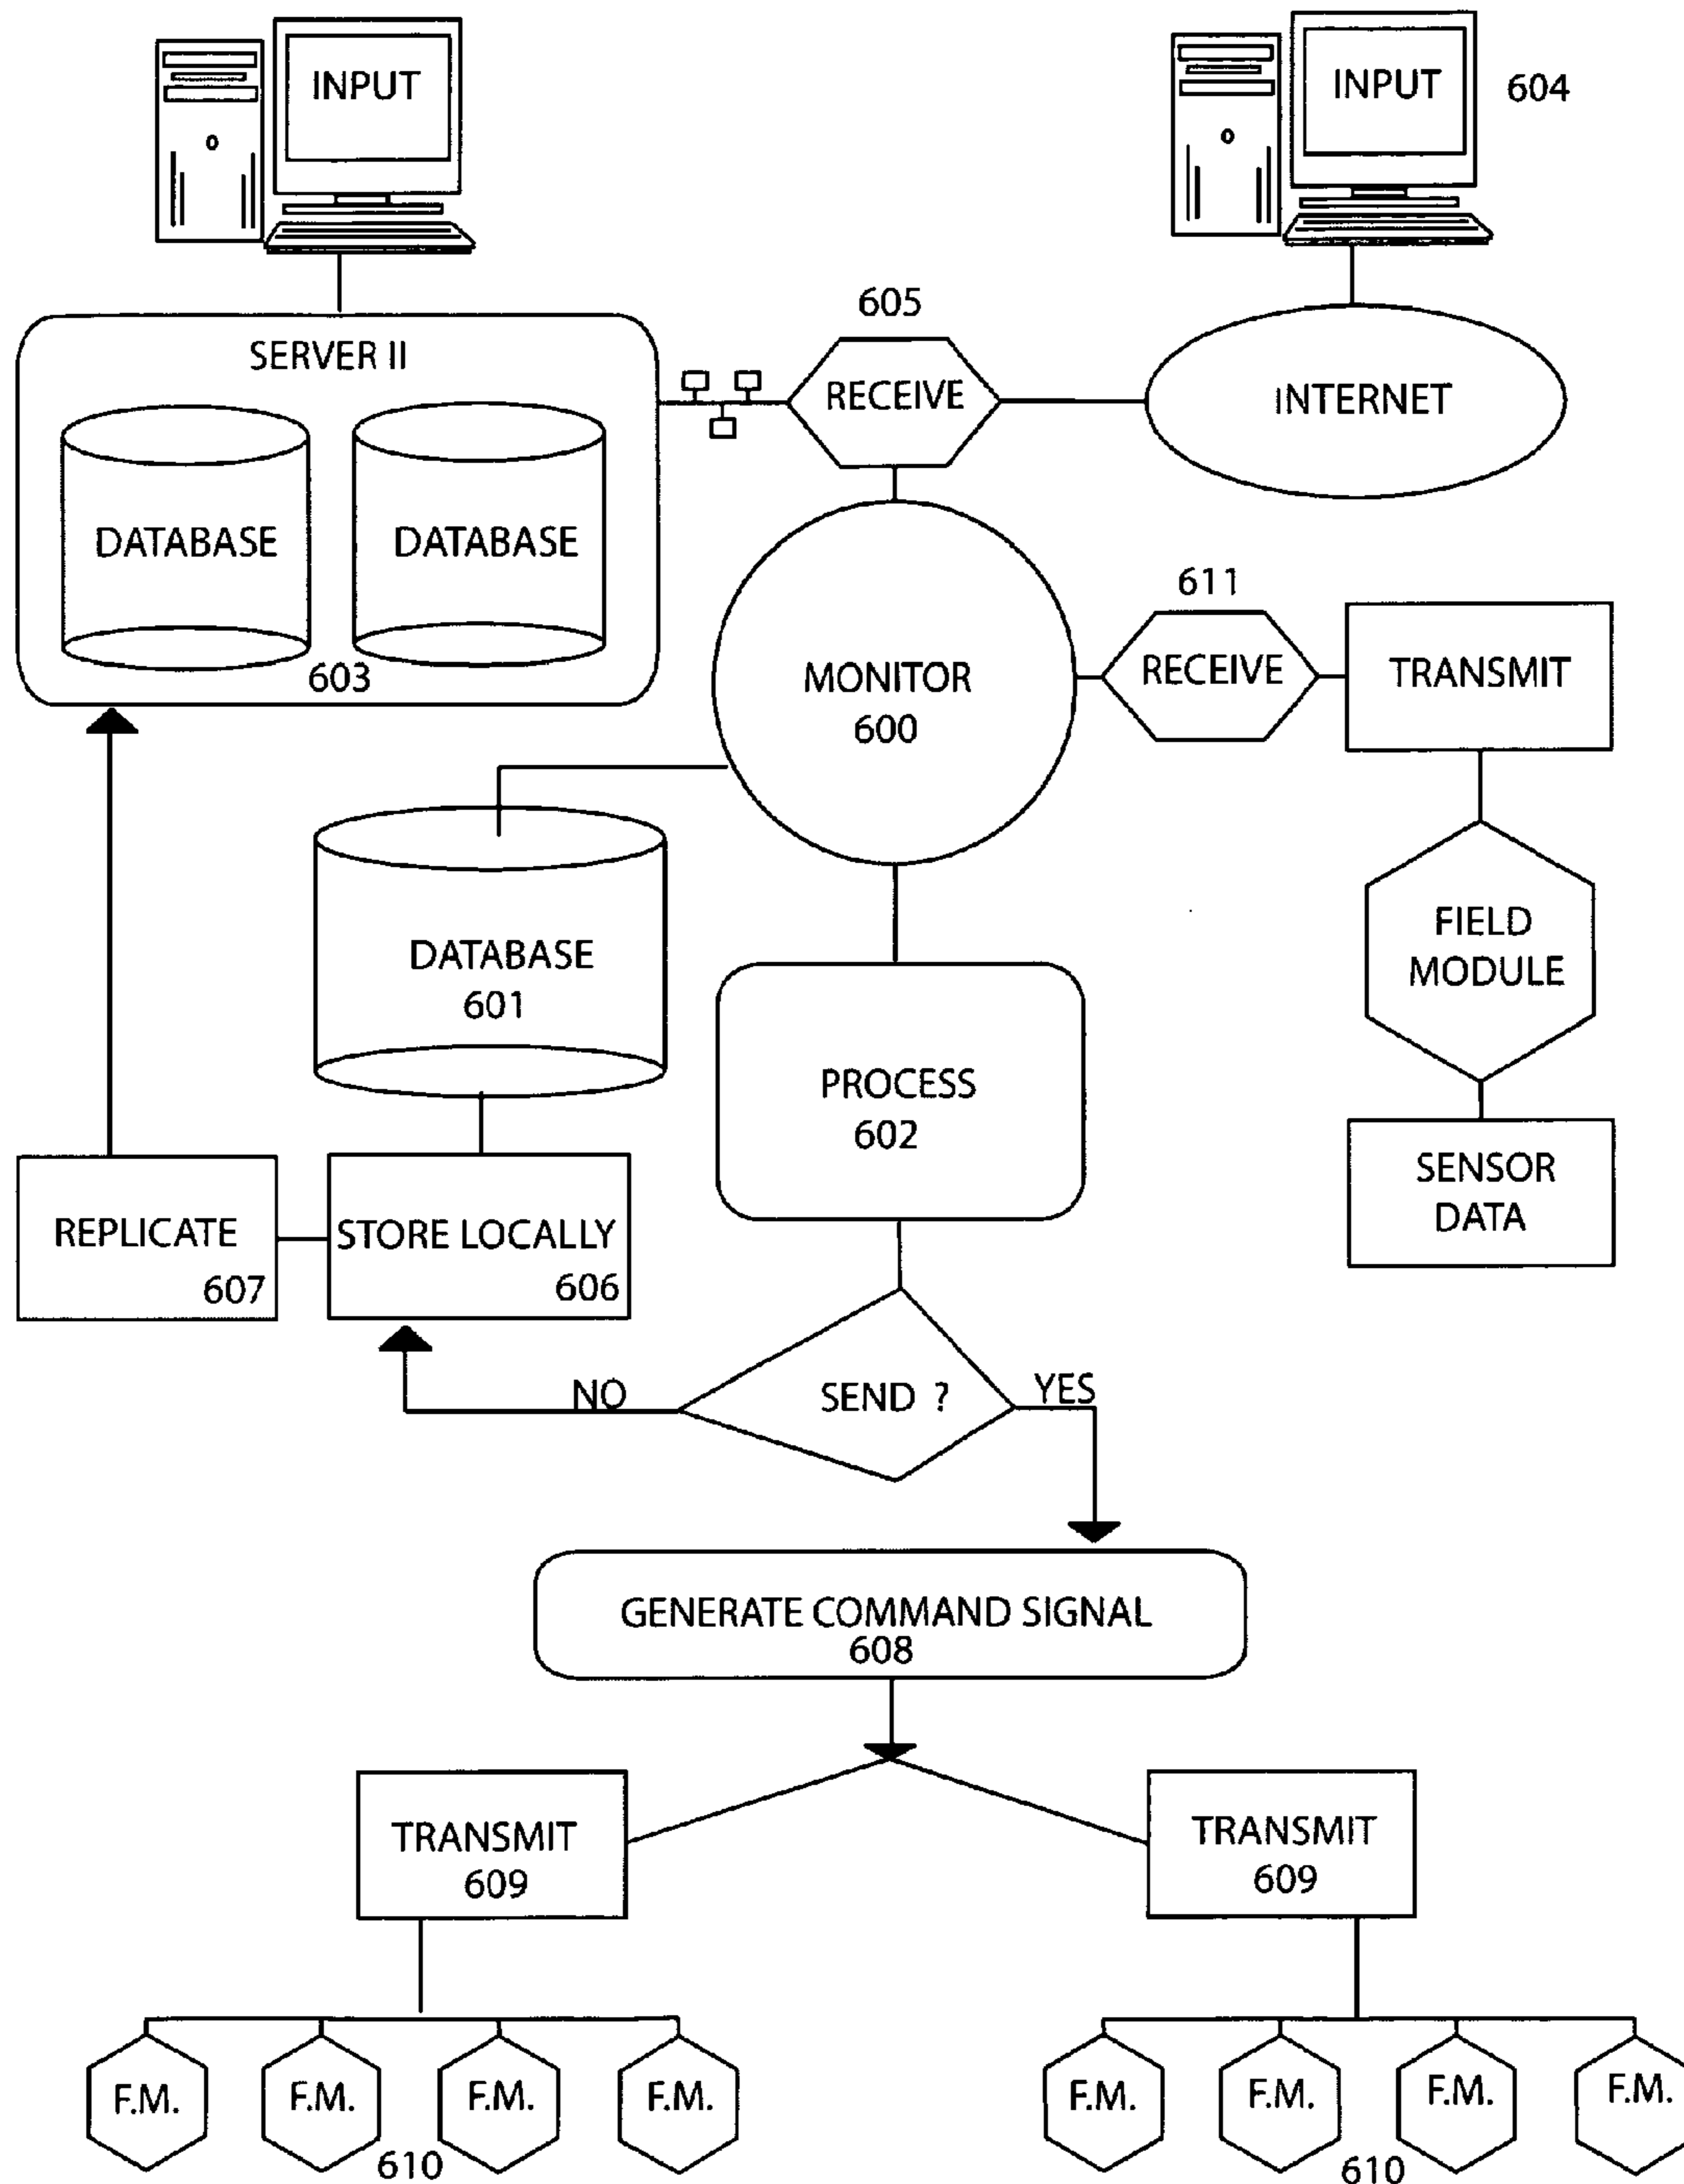 INPUT
INPUT
604
605
SERVER II
RECEIVE
INTERNET
DATABASE
DATABASE
603
611
MONITOR
600
RECEIVE
TRANSMIT
FIELD
MODULE
DATABASE
601
PROCESS
602
SENSOR
DATA
REPLICATE
607
STORE LOCALLY
606
NO
SEND ?
YES
GENERATE COMMAND SIGNAL
608
TRANSMIT
609
TRANSMIT
609
F.M.
F.M.
F.M.
F.M.
610
F.M.
F.M.
F.M.
F.M.
610